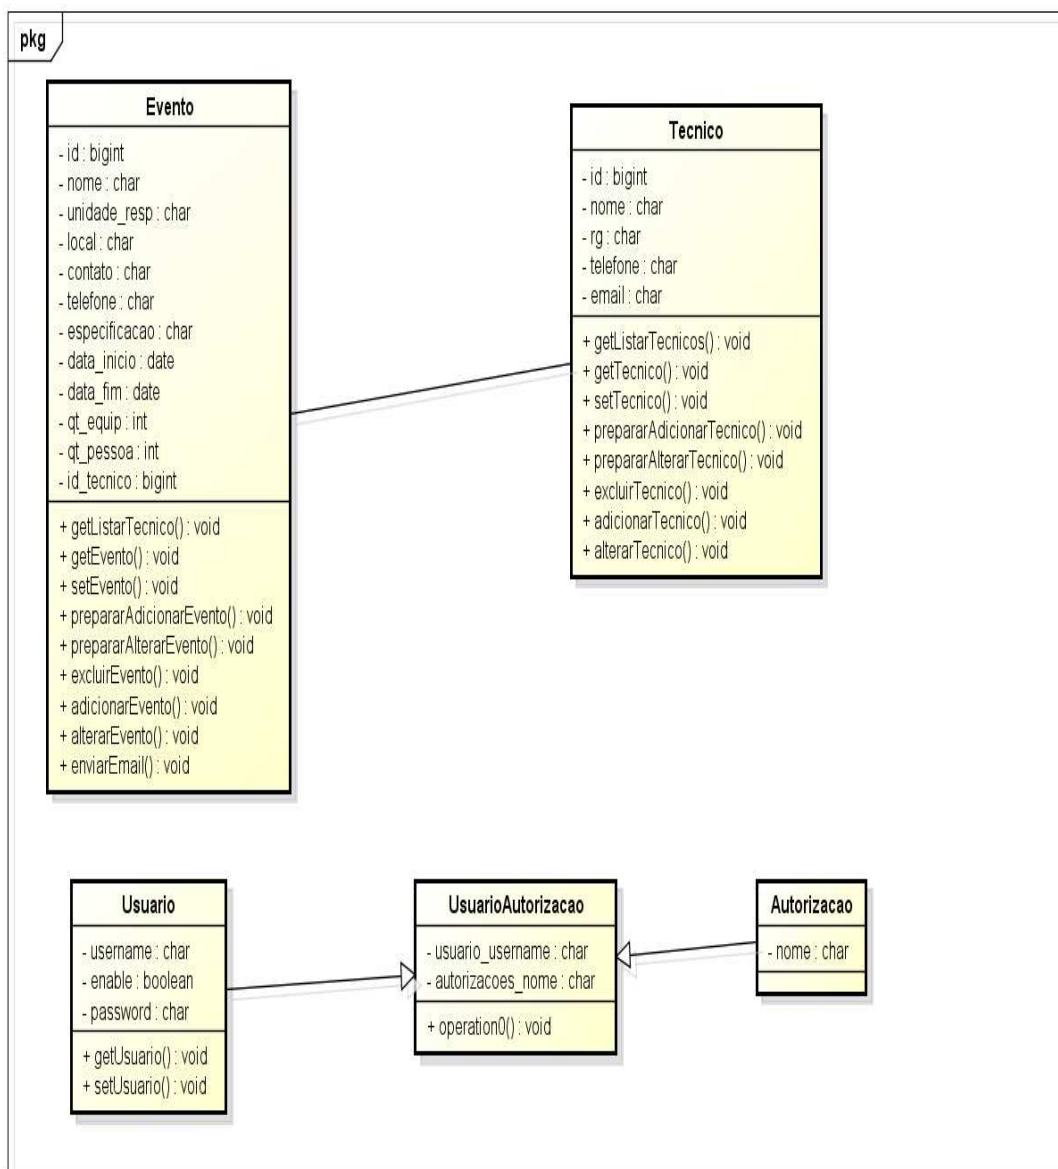 pkg
Evento
- id : bigint
- nome : char
- unidade_resp : char
- local : char
- contato : char
- telefone : char
- especificacao : char
- data_inicio : date
- data_fim : date
- qt_equip : int
- qt_pessoa : int
- id_tecnico : bigint
+ getListarTecnico() : void
+ getEvento() : void
+ setEvento() : void
+ prepararAdicionarEvento() : void
+ prepararAlterarEvento() : void
+ excluirEvento() : void
+ adicionarEvento() : void
+ alterarEvento() : void
+ enviarEmail() : void
Tecnico
- id : bigint
- nome : char
- rg : char
- telefone : char
- email : char
+ getListarTecnicos() : void
+ getTecnico() : void
+ setTecnico() : void
+ prepararAdicionarTecnico() : void
+ prepararAlterarTecnico() : void
+ excluirTecnico() : void
+ adicionarTecnico() : void
+ alterarTecnico() : void
Usuario
- username : char
- enable : boolean
- password : char
+ getUsuario() : void
+ setUsuario() : void
UsuarioAutorizacao
- usuario_username : char
- autorizacoes_nome : char
+ operation0() : void
Autorizacao
- nome : char